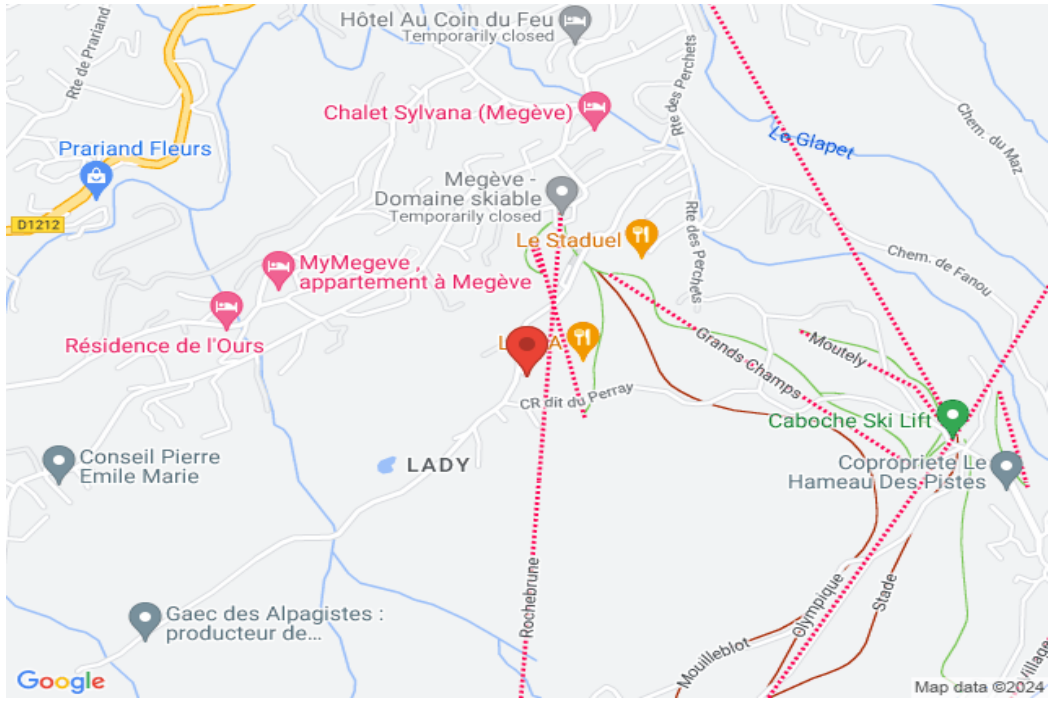 Hôtel Au Coin du Feu
Temporarily closed
Rte de Prariand
Chalet Sylvana (Megève)
Rte des Perchets
Le Glapet
Chem. du Maz
Prariand Fleurs
Megève -
Domaine skiable
Temporarily closed
D1212
Le Staduel
Rte des Perchets
Chem. de Fanou
MyMegeve ,
appartement à Megève
Résidence de l'Ours
Grands Champs
Moutely
CR dit du Perray
Caboche Ski Lift
Conseil Pierre
Emile Marie
LADY
Copropriete Le
Hameau Des Pistes
Rochebrune
Olympique
Stade
Gaec des Alpagistes :
producteur de...
Mouilleblot
Google
Map data ©2024